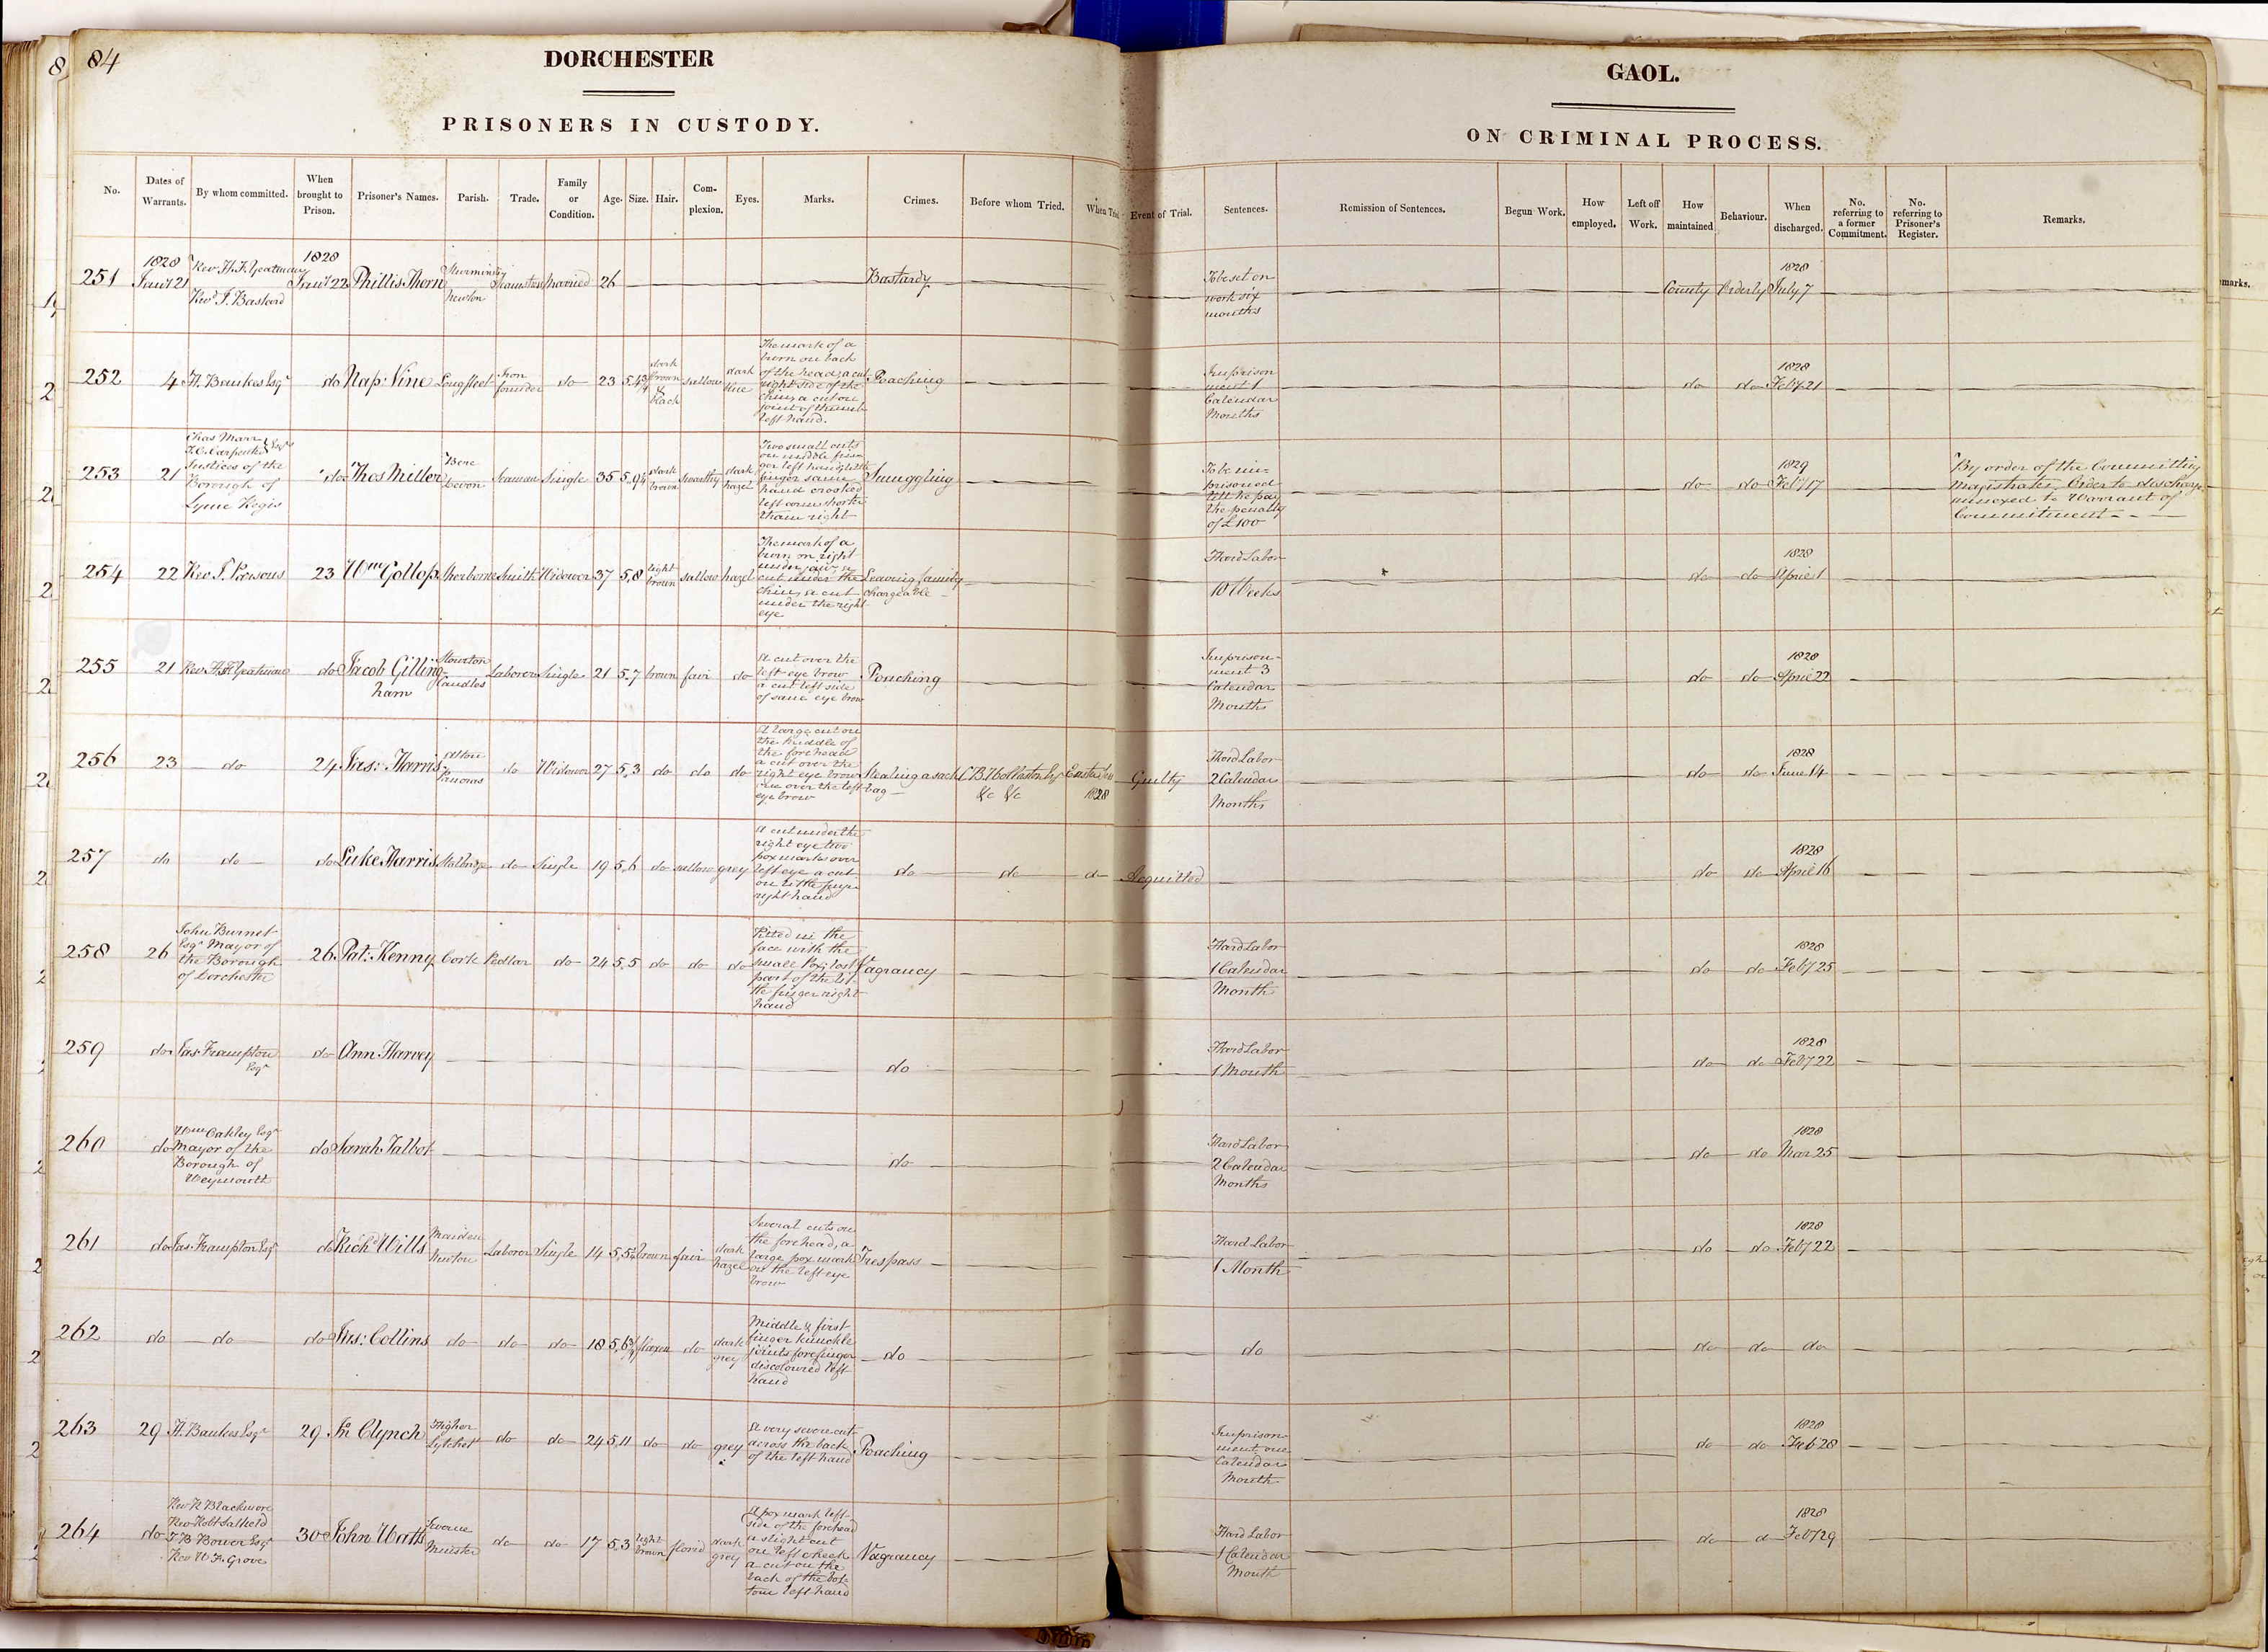 84
DORCHESTER
PRISONERS IN CUSTODY.
GAOL.
ON CRIMINAL PROCESS.
No. Dates of Warrants. By whom committed. When brought to Prison. Prisoner's Names. Parish. Trade. Family or Condition. Age. Size. Hair. Complexion. Eyes. Marks. Crimes. Before whom Tried. When Tried Event of Trial. Sentences. Remission of Sentences. Begun Work. How employed. Left off Work. How maintained Behaviour. When discharged. No. referring to a former Commitment. No. referring to Prisoner's Register. Remarks.
251 1828 Jany 21 Rev H.F. Yeatman Revd J. Bastard 1828 Jany 22 Phillis Thorn Sturminster Newton married 26 Bastardy To be set on work six months County Orderly 1828 July 7
252 4 H. Bankes Esqr do Nap: Vine Longfleet Iron founder do 23 5,4¾ dark brown & black sallow dark blue The mark of a burn on back of the head, a cut right side of the chin, a cut on joint of thumb left hand. Poaching Imprisonment 1 Calendar Months do do 1828 Feby 21
253 21 Chas Marr J.C. Carpenter Esqrs Justices of the Borough of Lyme Regis do Thos Miller Bere Devon Seaman Single 35 5,9¼ dark brown swarthy dark hazel Two small cuts on middle finger left hand, little finger same hand crooked left arm shorter than right Smuggling To be imprisoned till he pay the penalty of £100 do do 1829 Feby 17 By order of the Committing Magistrates Order to discharge annexed to Warrant of Commitment
254 22 Rev J. Parsons 23 Wm Gollop Sherborne Smith Widower 37 5,8 light brown sallow hazel The mark of a burn on right under jaw, a cut under the chin, a cut under the right eye Leaving family chargeable Hard Labor 10 Weeks do do 1828 April 1
255 21 Rev H.F. Yeatman do Jacob Gillingham Stourton Caundles Laborer Single 21 5,7 brown fair do A cut over the left eye brow a cut left side of same eye brow Poaching Imprisonment 3 Calendar Months do do 1828 April 22
256 23 do 24 Jas: Harris Alton Pancras do Widower 27 5,3 do do do A large cut on the middle of the forehead a cut over the right eye brow one over the left eye brow Stealing a sack bag C.B. Wollaston Esqr &c &c 1828 Guilty Hard Labor 2 Calendar Months do do 1828 June 14
257 do do do Luke Harris Stalbridge do Single 19 5,6 do sallow grey A cut under the right eye two pox marks over left eye a cut on little finger right hand do do do Acquitted do do 1828 April 16
258 26 John Burnet Esqr Mayor of the Borough of Dorchester 26 Pat: Kenny Cork Pedlar do 24 5,5 do do do Pitted in the face with the small Pox; lost part of the little finger right hand Vagrancy Hard Labor 1 Calendar Month do do 1828 Feby 25
259 do Jas Frampton Esqr do Ann Harvey do Hard Labor 1 Month do do 1828 Feby 22
260 do Wm Oakley Esqr Mayor of the Borough of Weymouth do Sarah Talbot do Hard Labor 2 Calendar Months do do 1828 Mar 25
261 do Jas Frampton Esqr do Richd Wills Maiden Newton Laborer Single 14 brown fair dark hazel Several cuts on the forehead, a large pox mark on the left eye brow Trespass Hard Labor 1 Month do do 1828 Feby 22
262 do do do Jas: Collins do do do 18 5,6¾ flaxen do dark grey Middle & first finger knuckle joints forefinger discoloured left hand do do do do do
263 29 H. Bankes Esqr 29 Jno Clynch Higher Lytchet do do 24 5,11 do do grey A very severe cut across the back of the left hand Poaching Imprisonment one Calendar Month do do 1828 Feb 28
264 do Rev R Blackmore Rev Robt Salkeld T.B. Bower Esqr Rev W.F. Grove 30 John Watts Iwerne Minster do do 17 5,3 light brown florid dark grey A pox mark left side of the forehead a slight cut on left cheek a cut on the back of the bottom left hand Vagrancy Hard Labor 1 Calendar Month do do 1828 Feby 29